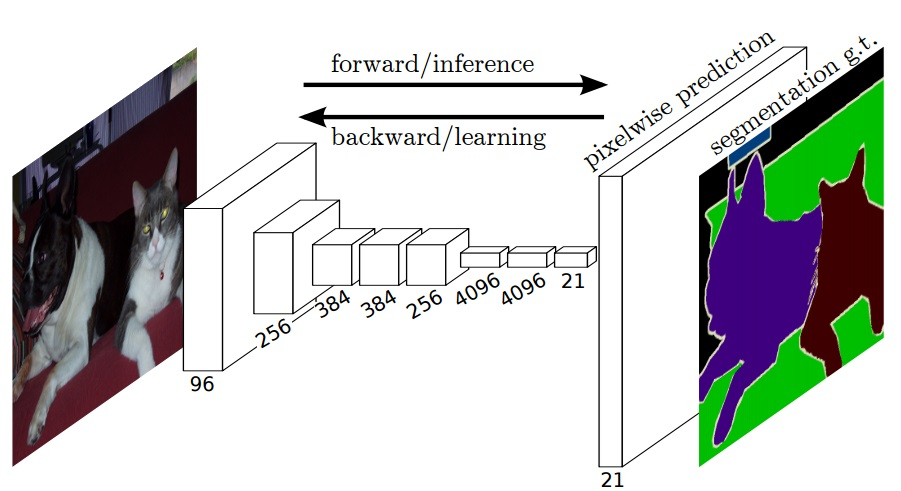 forward/inference
backward/learning
pixelwise prediction
segmentation g.t.
96
256
384
384
256
4096
4096
21
21